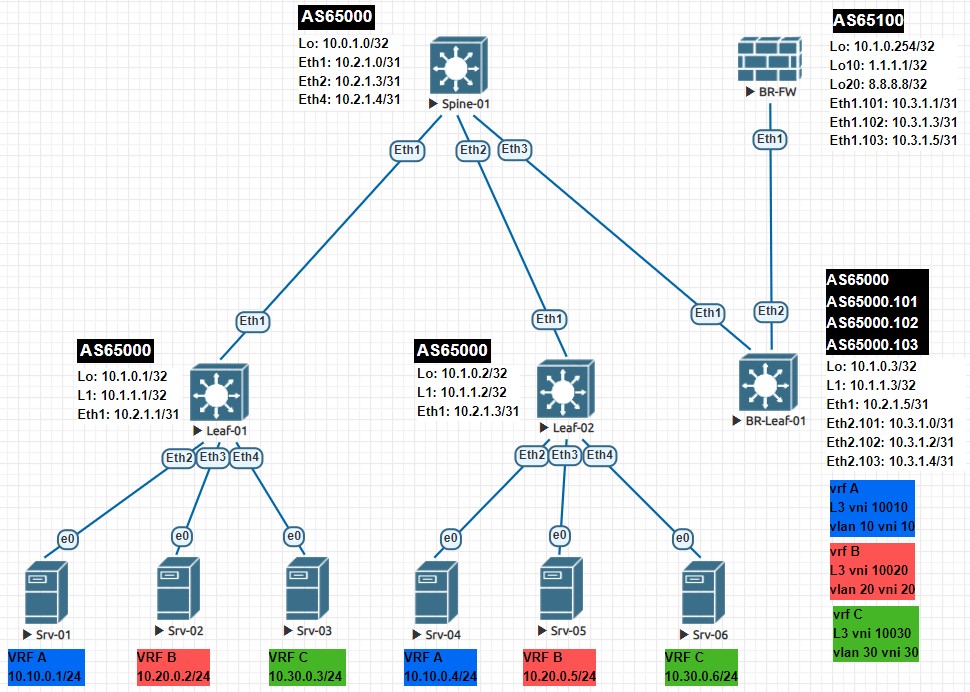 AS65000
Lo: 10.0.1.0/32
Eth1: 10.2.1.0/31
Eth2: 10.2.1.3/31
Eth4: 10.2.1.4/31
Spine-01
Eth1
Eth2
Eth3
AS65100
Lo: 10.1.0.254/32
Lo10: 1.1.1.1/32
Lo20: 8.8.8.8/32
Eth1.101: 10.3.1.1/31
Eth1.102: 10.3.1.3/31
Eth1.103: 10.3.1.5/31
BR-FW
Eth1
Eth1
Eth1
Eth1
Eth2
AS65000
Lo: 10.1.0.1/32
L1: 10.1.1.1/32
Eth1: 10.2.1.1/31
Leaf-01
AS65000
Lo: 10.1.0.2/32
L1: 10.1.1.2/32
Eth1: 10.2.1.3/31
Leaf-02
AS65000
AS65000.101
AS65000.102
AS65000.103
Lo: 10.1.0.3/32
L1: 10.1.1.3/32
Eth1: 10.2.1.5/31
Eth2.101: 10.3.1.0/31
Eth2.102: 10.3.1.2/31
Eth2.103: 10.3.1.4/31
BR-Leaf-01
Eth2
Eth3
Eth4
Eth2
Eth3
Eth4
vrf A
L3 vni 10010
vlan 10 vni 10
vrf B
L3 vni 10020
vlan 20 vni 20
vrf C
L3 vni 10030
vlan 30 vni 30
e0
e0
e0
e0
e0
e0
Srv-01
Srv-02
Srv-03
Srv-04
Srv-05
Srv-06
VRF A
10.10.0.1/24
VRF B
10.20.0.2/24
VRF C
10.30.0.3/24
VRF A
10.10.0.4/24
VRF B
10.20.0.5/24
VRF C
10.30.0.6/24